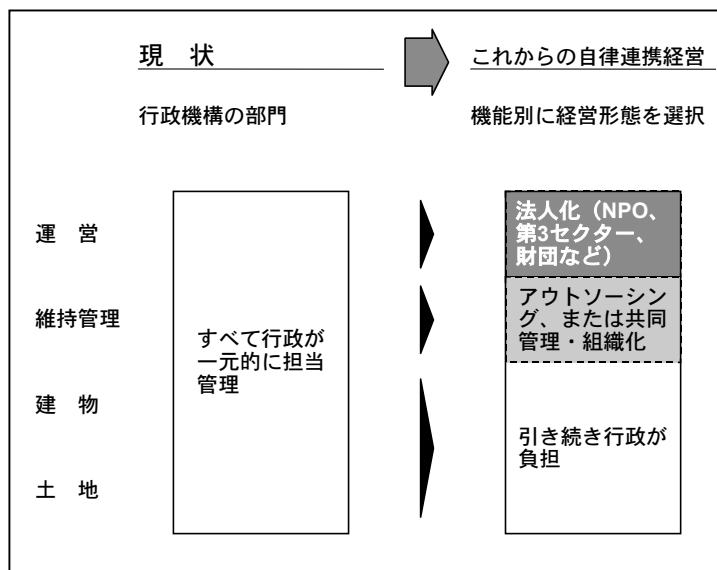 現　状
これからの自律連携経営
行政機構の部門
機能別に経営形態を選択
運　営
維持管理
建　物
土　地
すべて行政が
一元的に担当
管理
法人化（NPO、
第3セクター、
財団など）
アウトソーシン
グ、または共同
管理・組織化
引き続き行政が
負担